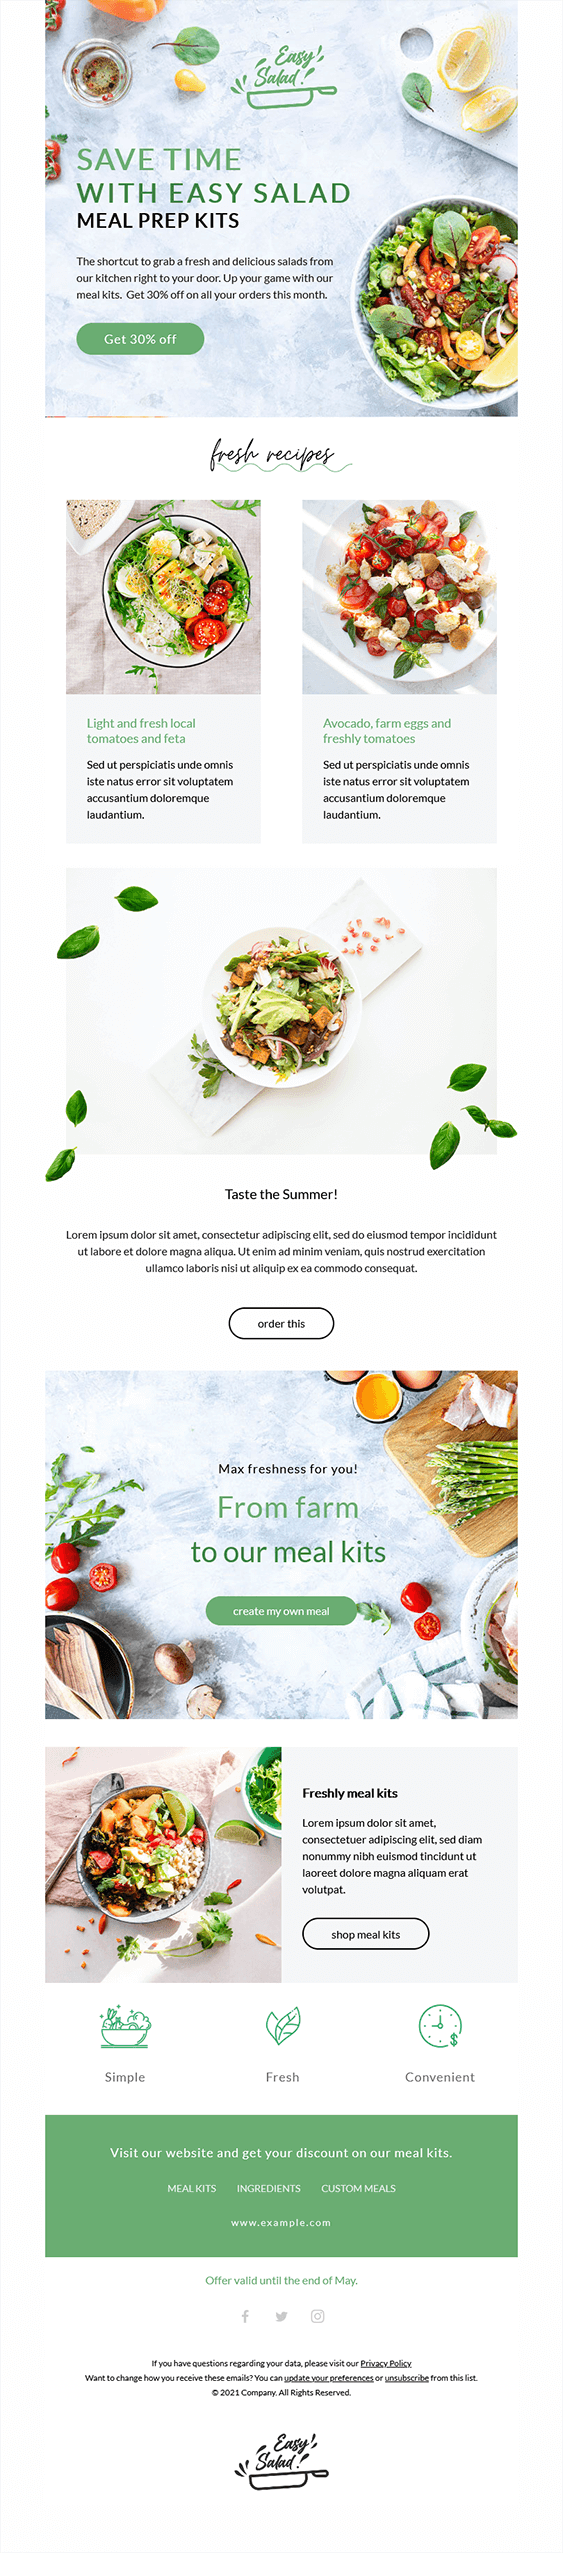 Easy
Salad!
SAVE TIME
WITH EASY SALAD
MEAL PREP KITS
The shortcut to grab a fresh and delicious salads from
our kitchen right to your door. Up your game with our
meal kits. Get 30% off on all your orders this month.
Get 30% off
fresh recipes
Light and fresh local
tomatoes and feta
Sed ut perspiciatis unde omnis
iste natus error sit voluptatem
accusantium doloremque
laudantium.
Avocado, farm eggs and
freshly tomatoes
Sed ut perspiciatis unde omnis
iste natus error sit voluptatem
accusantium doloremque
laudantium.
Taste the Summer!
Lorem ipsum dolor sit amet, consectetur adipiscing elit, sed do eiusmod tempor incididunt
ut labore et dolore magna aliqua. Ut enim ad minim veniam, quis nostrud exercitation
ullamco laboris nisi ut aliquip ex ea commodo consequat.
order this
Max freshness for you!
From farm
to our meal kits
create my own meal
Freshly meal kits
Lorem ipsum dolor sit amet,
consectetuer adipiscing elit, sed diam
nonummy nibh euismod tincidunt ut
laoreet dolore magna aliquam erat
volutpat.
shop meal kits
Simple
Fresh
Convenient
Visit our website and get your discount on our meal kits.
MEAL KITS INGREDIENTS CUSTOM MEALS
www.example.com
Offer valid until the end of May.
If you have questions regarding your data, please visit our Privacy Policy
Want to change how you receive these emails? You can update your preferences or unsubscribe from this list.
© 2021 Company. All Rights Reserved.
Easy
Salad!